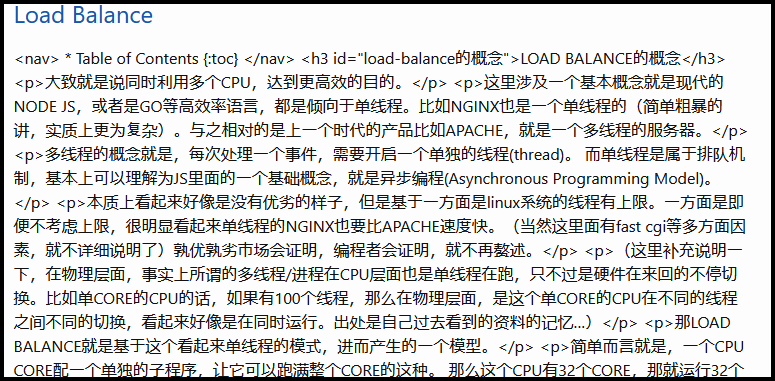 Load Balance
<nav> * Table of Contents {:toc} </nav> <h3 id="load-balance的概念">LOAD BALANCE的概念</h3>
<p>大致就是说同时利用多个CPU，达到更高效的目的。</p> <p>这里涉及一个基本概念就是现代的
NODE JS，或者是GO等高效率语言，都是倾向于单线程。比如NGINX也是一个单线程的（简单粗暴的
讲，实质上更为复杂）。与之相对的是上一个时代的产品比如APACHE，就是一个多线程的服务器。</p>
<p>多线程的概念就是，每次处理一个事件，需要开启一个单独的线程(thread)。 而单线程是属于排队机
制，基本上可以理解为JS里面的一个基础概念，就是异步编程(Asynchronous Programming Model)。
</p> <p>本质上看起来好像是没有优劣的样子，但是基于一方面是linux系统的线程有上限。一方面是即
便不考虑上限，很明显看起来单线程的NGINX也要比APACHE速度快。（当然这里面有fast cgi等多方面因
素，就不详细说明了）孰优孰劣市场会证明，编程者会证明，就不再赘述。</p> <p>（这里补充说明一
下，在物理层面，事实上所谓的多线程/进程在CPU层面也是单线程在跑，只不过是硬件在来回的不停切
换。比如单CORE的CPU的话，如果有100个线程，那么在物理层面，是这个单CORE的CPU在不同的线程
之间不同的切换，看起来好像是在同时运行。出处是自己过去看到的资料的记忆...）</p> <p>那LOAD
BALANCE就是基于这个看起来单线程的模式，进而产生的一个模型。</p> <p>简单而言就是，一个CPU
CORE配一个单独的子程序，让它可以跑满整个CORE的这种。 那么这个CPU有32个CORE，那就运行32个